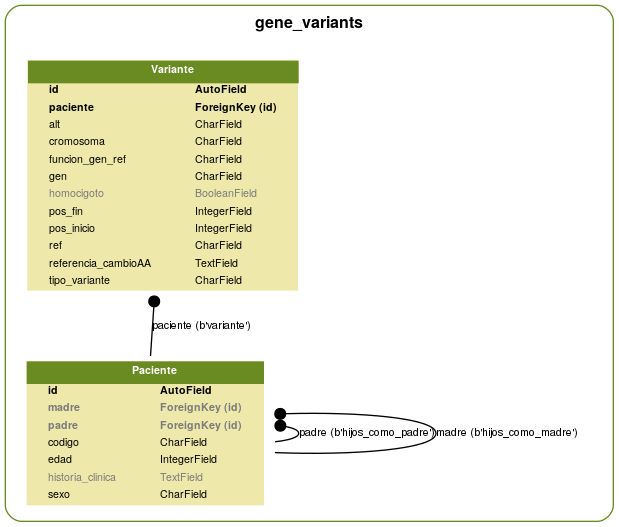 gene_variants
Variante
id AutoField
paciente ForeignKey (id)
alt CharField
cromosoma CharField
funcion_gen_ref CharField
gen CharField
homocigoto BooleanField
pos_fin IntegerField
pos_inicio IntegerField
ref CharField
referencia_cambioAA TextField
tipo_variante CharField
paciente (b'variante')
Paciente
id AutoField
madre ForeignKey (id)
padre ForeignKey (id)
codigo CharField
edad IntegerField
historia_clinica TextField
sexo CharField
padre (b'hijos_como_padre')
madre (b'hijos_como_madre')